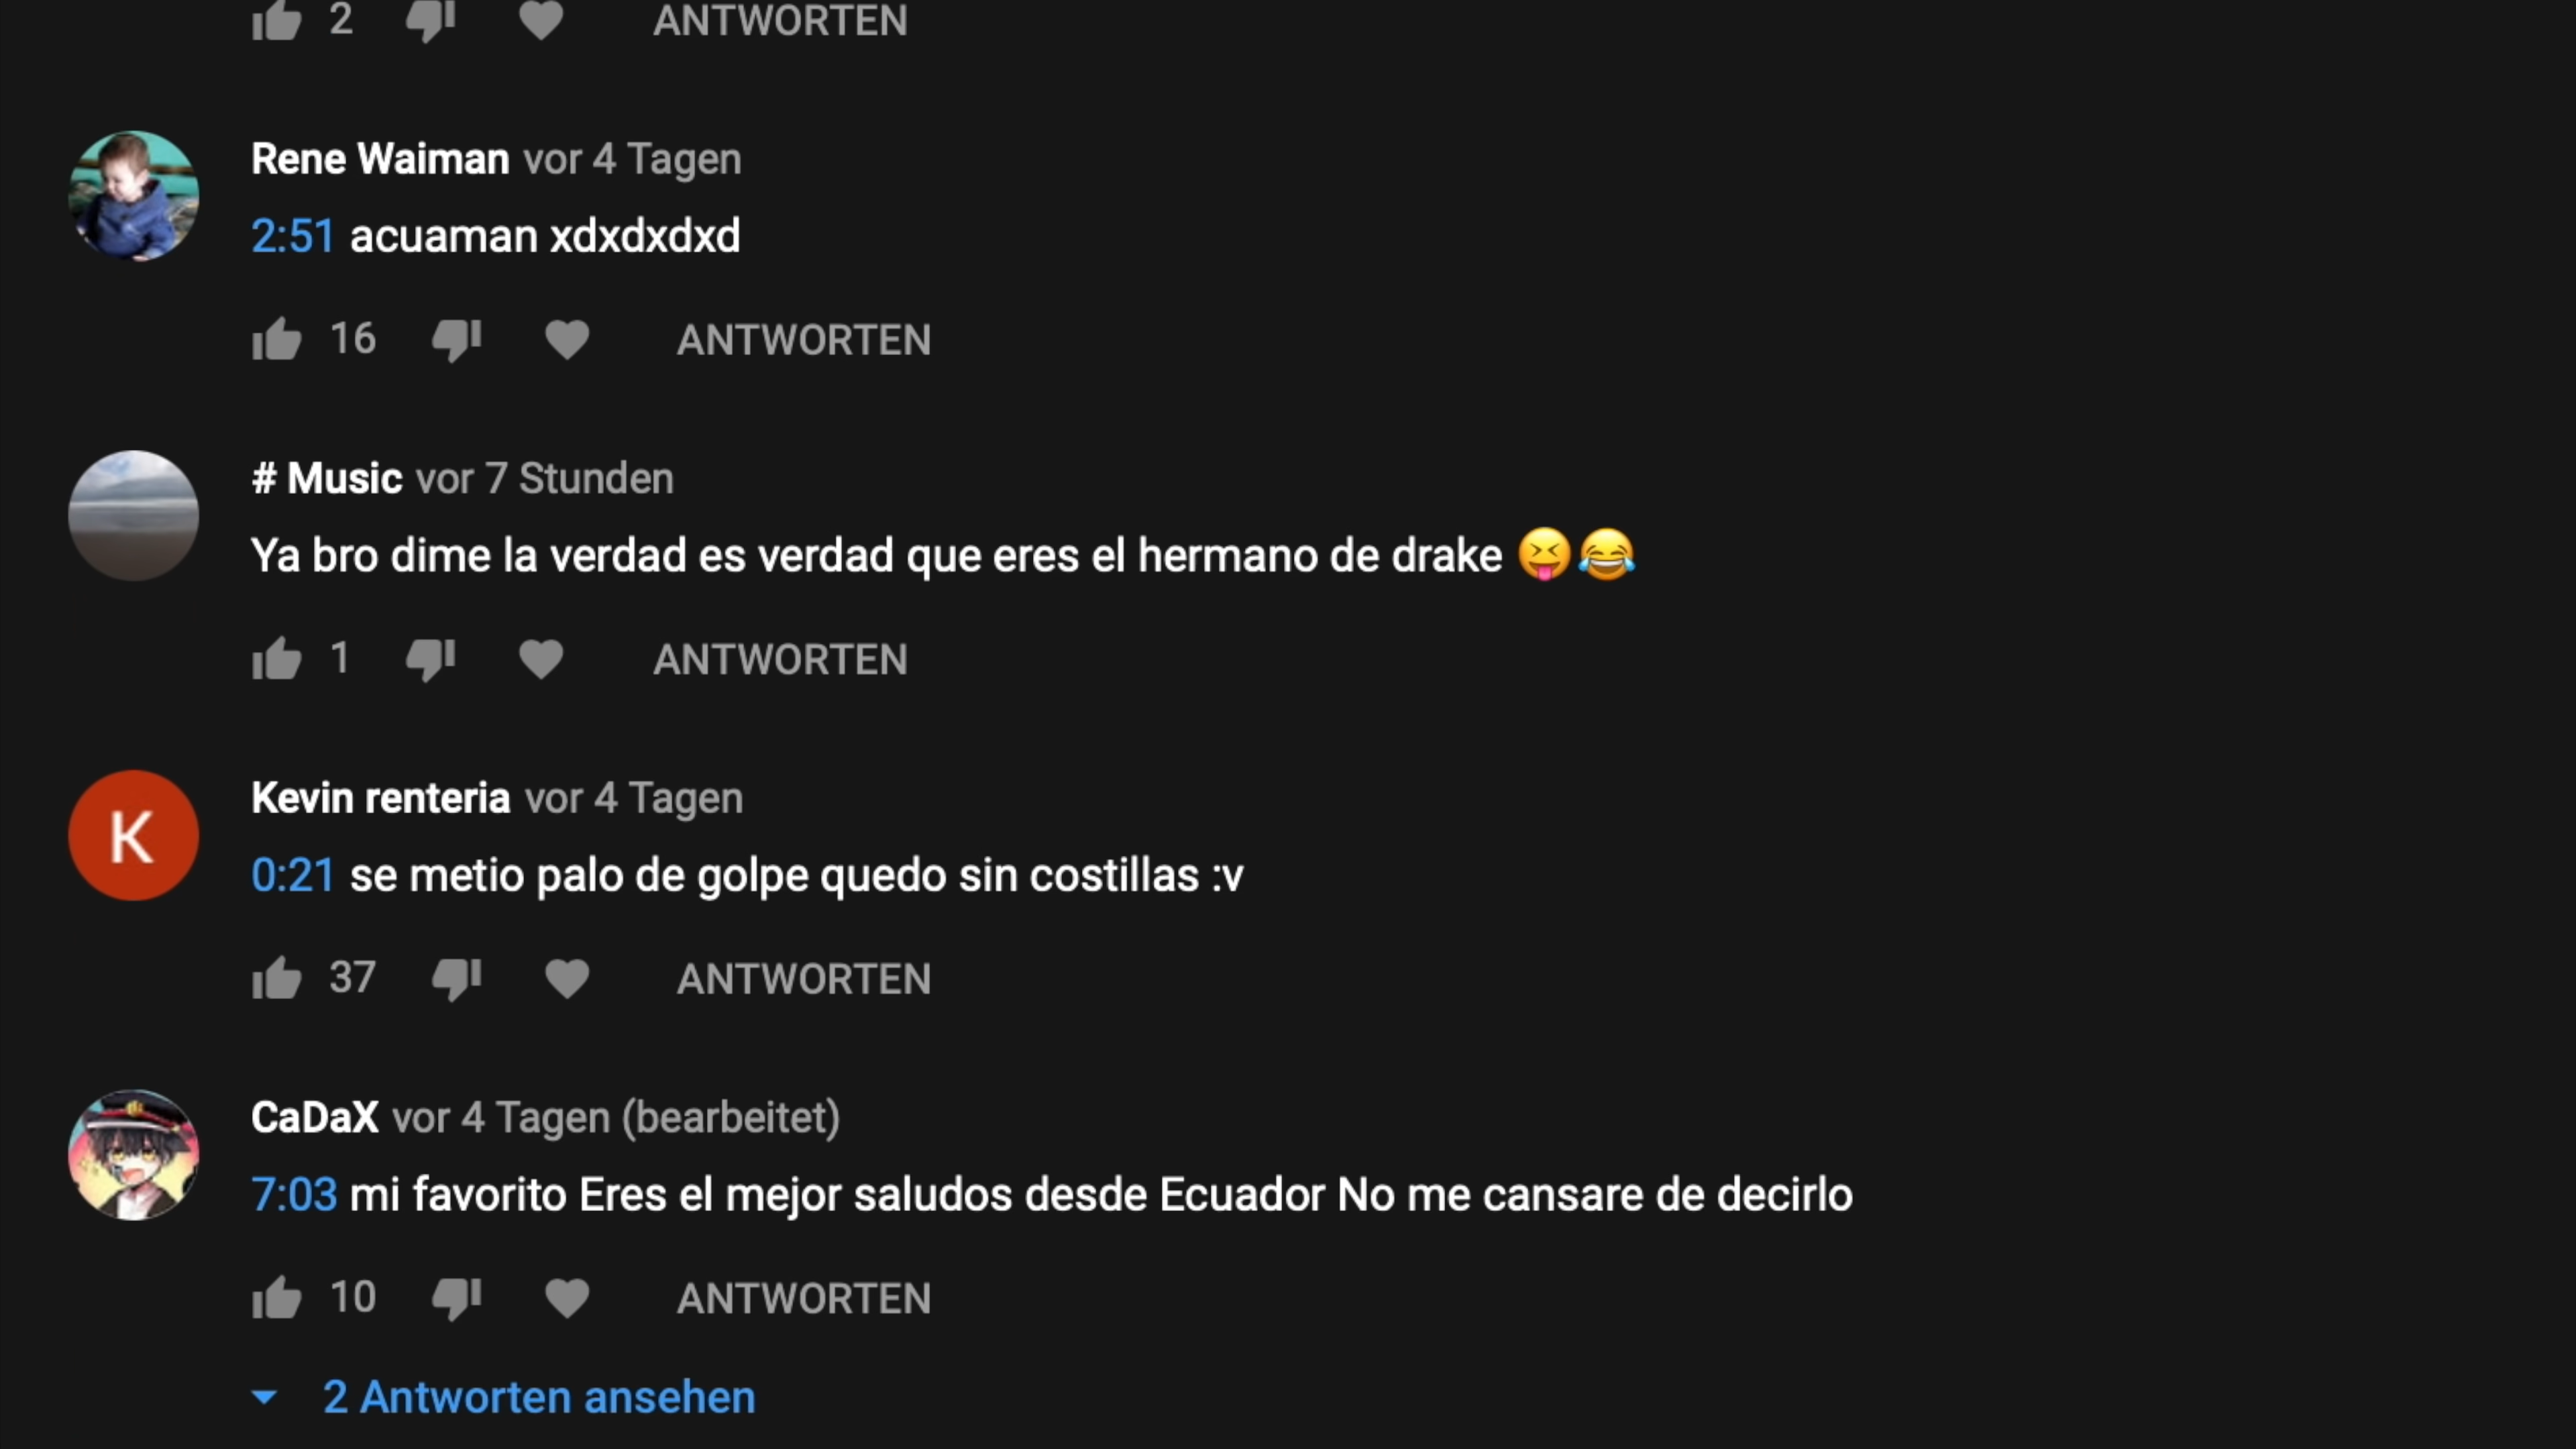 2 ANTWORTEN
Rene Waiman vor 4 Tagen
2:51 acuaman xdxdxdxd
16 ANTWORTEN
# Music vor 7 Stunden
Ya bro dime la verdad es verdad que eres el hermano de drake 😝😂
1 ANTWORTEN
K
Kevin renteria vor 4 Tagen
0:21 se metio palo de golpe quedo sin costillas :v
37 ANTWORTEN
CaDaX vor 4 Tagen (bearbeitet)
7:03 mi favorito Eres el mejor saludos desde Ecuador No me cansare de decirlo
10 ANTWORTEN
2 Antworten ansehen